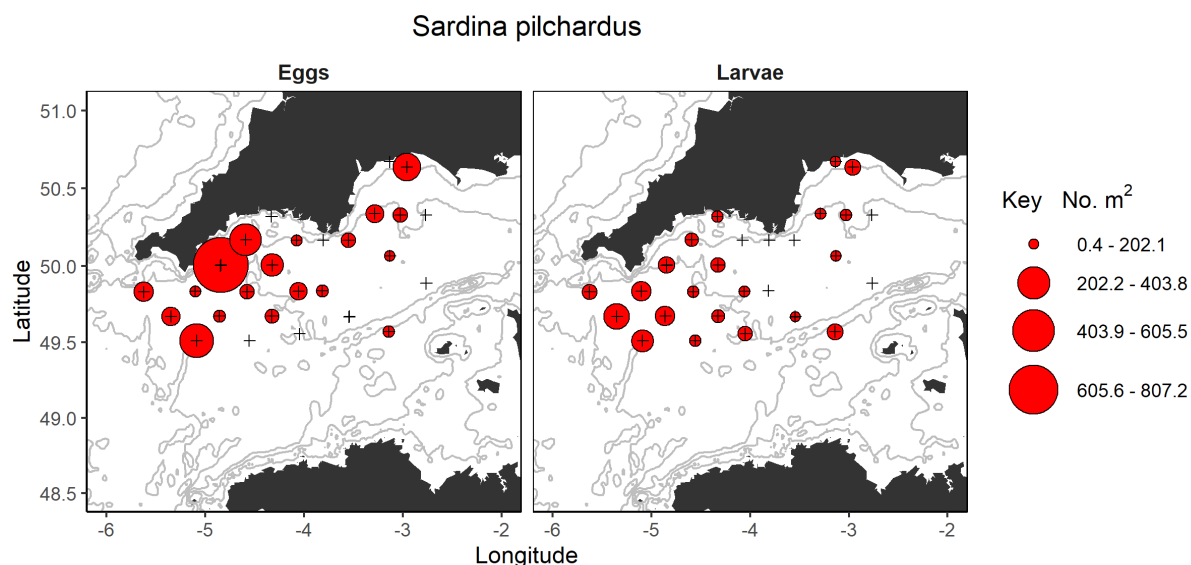 Sardina pilchardus
Eggs
Larvae
Latitude
51.0
50.5
50.0
49.5
49.0
48.5
-6 -5 -4 -3 -2
-6 -5 -4 -3 -2
Longitude
Key No. m²
0.4 - 202.1
202.2 - 403.8
403.9 - 605.5
605.6 - 807.2